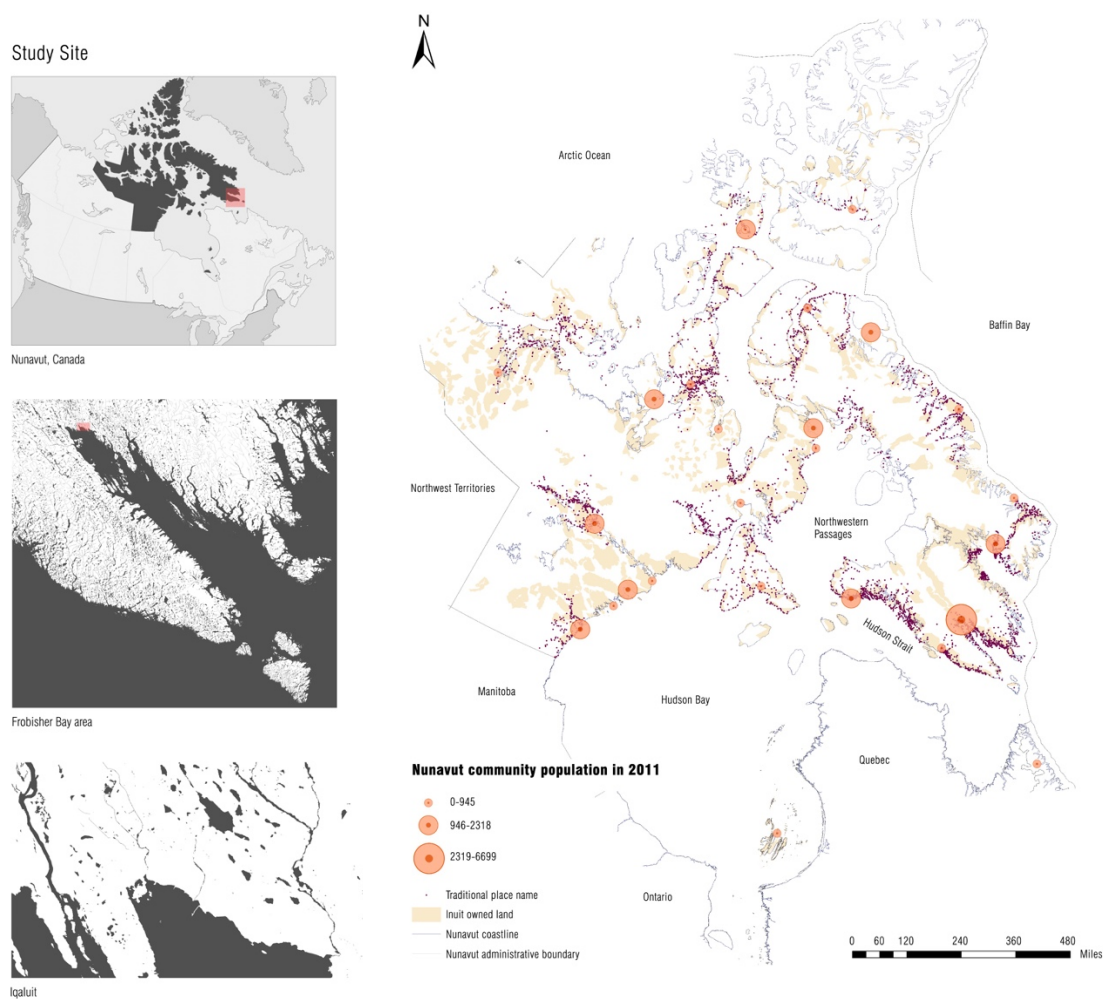 Study Site
Nunavut, Canada
Frobisher Bay area
Iqaluit
N
Arctic Ocean
Baffin Bay
Northwest Territories
Northwestern
Passages
Hudson Strait
Manitoba
Hudson Bay
Quebec
Ontario
Nunavut community population in 2011
0-945
946-2318
2319-6699
Traditional place name
Inuit owned land
Nunavut coastline
Nunavut administrative boundary
0 60 120 240 360 480
Miles